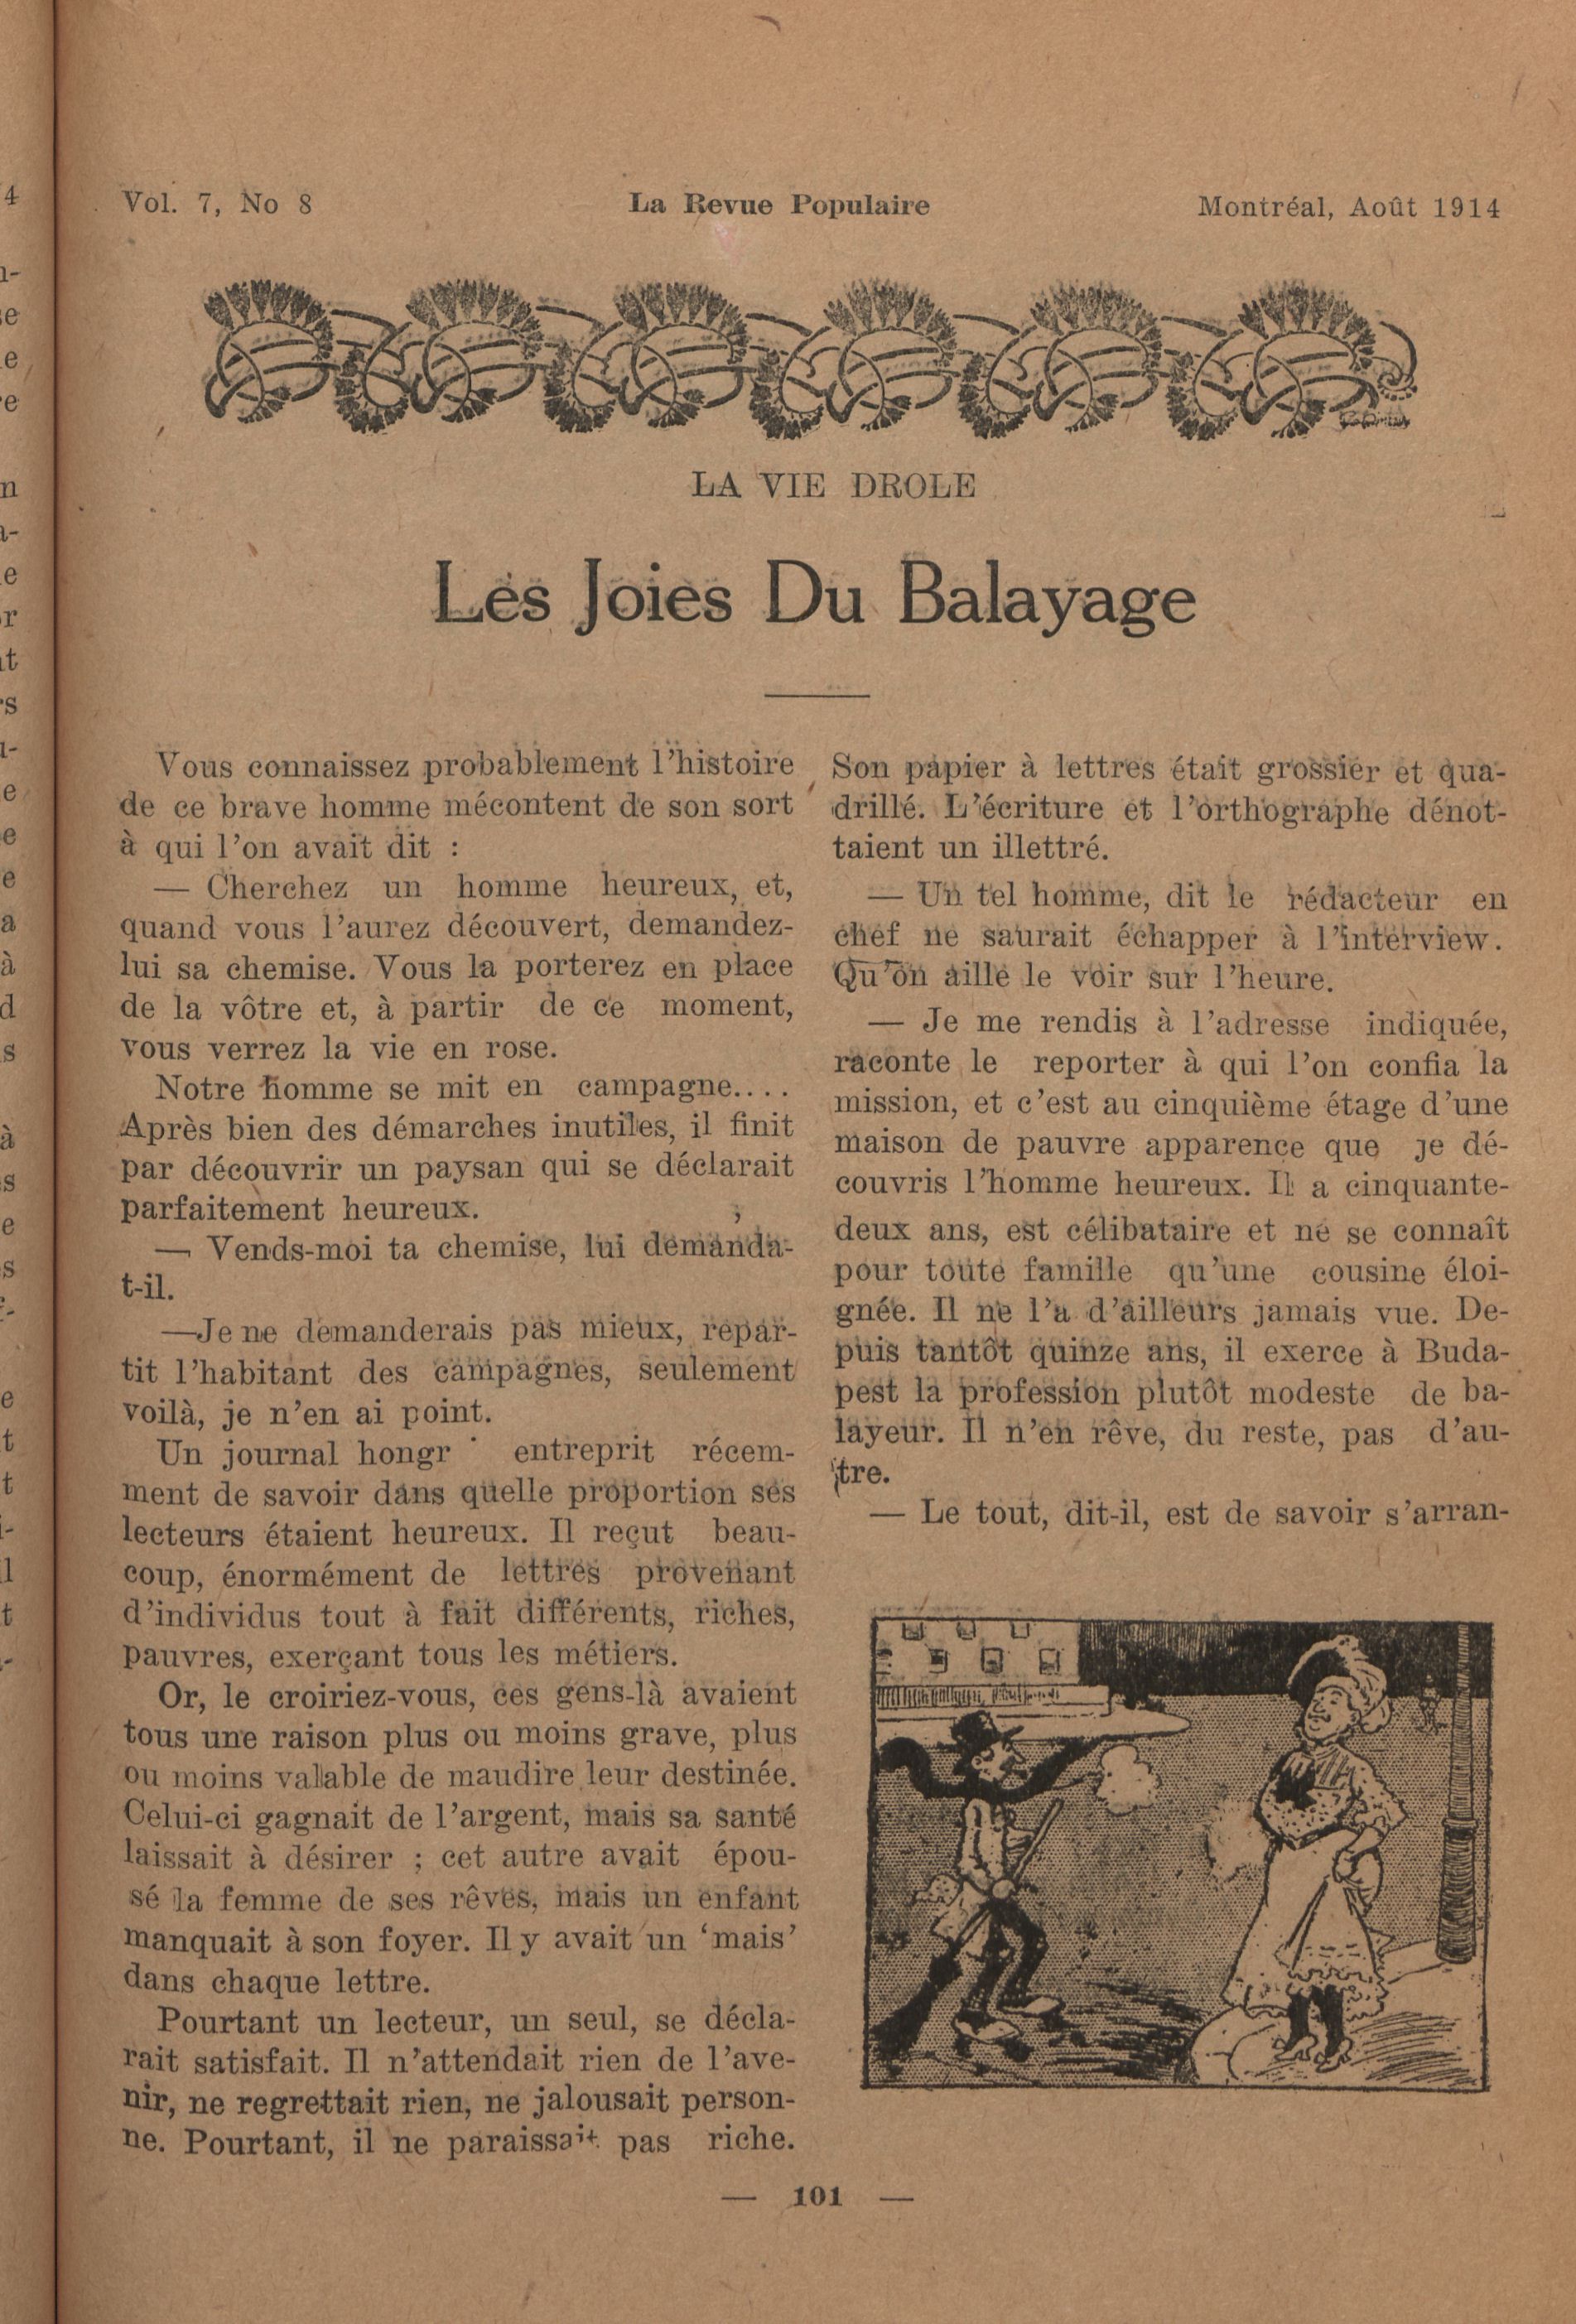 Vol. 7, No 8
La Revue Populaire
Montréal, Août 1914
LA VIE DROLE
Les Joies Du Balayage
Vous connaissez probablement l'histoire
de ce brave homme mécontent de son sort
à qui l'on avait dit :
— Cherchez un homme heureux, et,
quand vous l'aurez découvert, demandez-
lui sa chemise. Vous la porterez en place
de la vôtre et, à partir de ce moment,
vous verrez la vie en rose.
Notre homme se mit en campagne....
Après bien des démarches inutiles, il finit
par découvrir un paysan qui se déclarait
parfaitement heureux.
— Vends-moi ta chemise, lui demanda-
t-il.
—Je ne demanderais pas mieux, repar-
tit l'habitant des campagnes, seulement
voilà, je n'en ai point.
Un journal hongr entreprit récem-
ment de savoir dans quelle proportion ses
lecteurs étaient heureux. Il reçut beau-
coup, énormément de lettres provenant
d'individus tout à fait différents, riches,
pauvres, exerçant tous les métiers.
Or, le croiriez-vous, ces gens-là avaient
tous une raison plus ou moins grave, plus
ou moins valable de maudire leur destinée.
Celui-ci gagnait de l'argent, mais sa santé
laissait à désirer ; cet autre avait épou-
sé la femme de ses rêves, mais un enfant
manquait à son foyer. Il y avait un 'mais'
dans chaque lettre.
Pourtant un lecteur, un seul, se décla-
rait satisfait. Il n'attendait rien de l'ave-
nir, ne regrettait rien, ne jalousait person-
ne. Pourtant, il ne paraissait pas riche.
Son papier à lettres était grossier et qua-
drillé. L'écriture et l'orthographe dénot-
taient un illettré.
— Un tel homme, dit le rédacteur en
chef ne saurait échapper à l'interview.
Qu'on aille le voir sur l'heure.
— Je me rendis à l'adresse indiquée,
raconte le reporter à qui l'on confia la
mission, et c'est au cinquième étage d'une
maison de pauvre apparence que je dé-
couvris l'homme heureux. Il a cinquante-
deux ans, est célibataire et ne se connaît
pour toute famille qu'une cousine éloi-
gnée. Il ne l'a d'ailleurs jamais vue. De-
puis tantôt quinze ans, il exerce à Buda-
pest la profession plutôt modeste de ba-
layeur. Il n'en rêve, du reste, pas d'au-
tre.
— Le tout, dit-il, est de savoir s'arran-
— 101 —